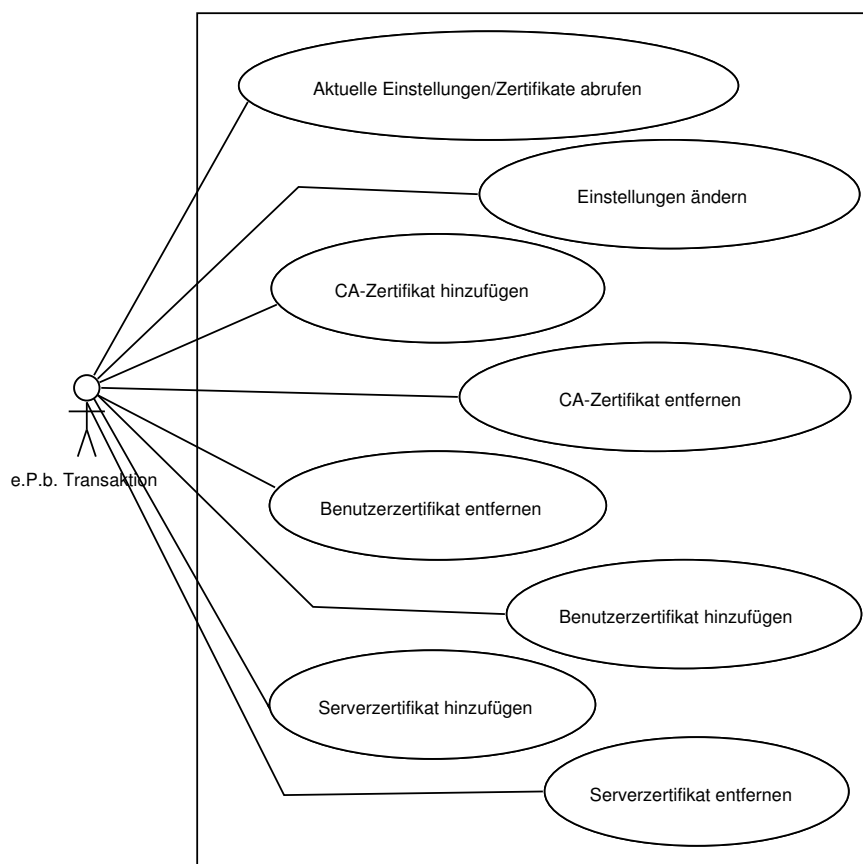 Aktuelle Einstellungen/Zertifikate abrufen
Einstellungen ändern
CA-Zertifikat hinzufügen
CA-Zertifikat entfernen
e.P.b. Transaktion
Benutzerzertifikat entfernen
Benutzerzertifikat hinzufügen
Serverzertifikat hinzufügen
Serverzertifikat entfernen